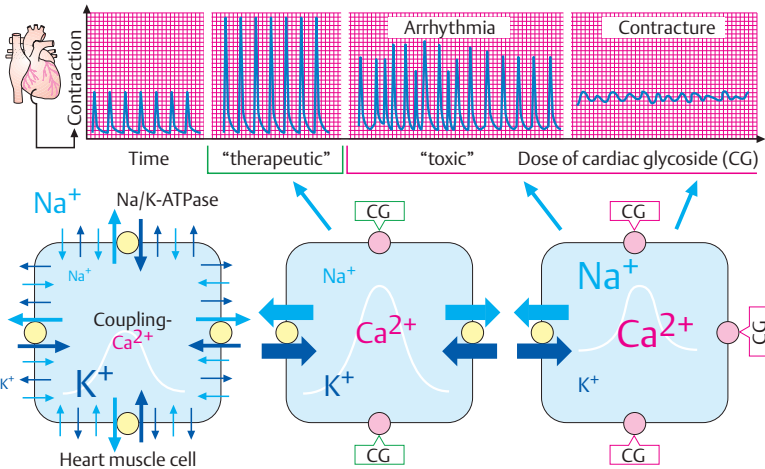 Arrhythmia
Contracture
Contraction
Time
“therapeutic”
“toxic”
Dose of cardiac glycoside (CG)
Na⁺
Na/K-ATPase
CG
CG
Na⁺
Na⁺
Na⁺
Coupling-
Ca²⁺
Ca²⁺
Ca²⁺
CG
K⁺
K⁺
K⁺
K⁺
Heart muscle cell
CG
CG